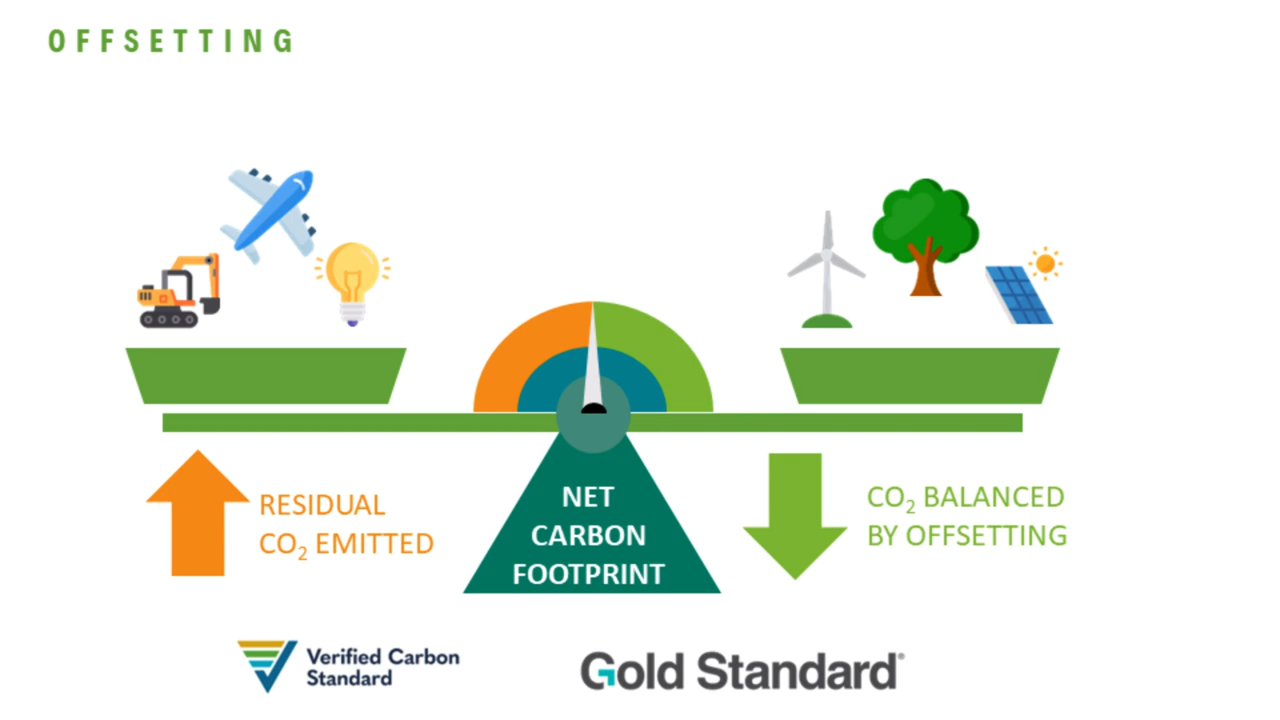 OFFSETTING
RESIDUAL
CO₂ EMITTED
NET
CARBON
FOOTPRINT
CO₂ BALANCED
BY OFFSETTING
Verified Carbon
Standard
Gold Standard®